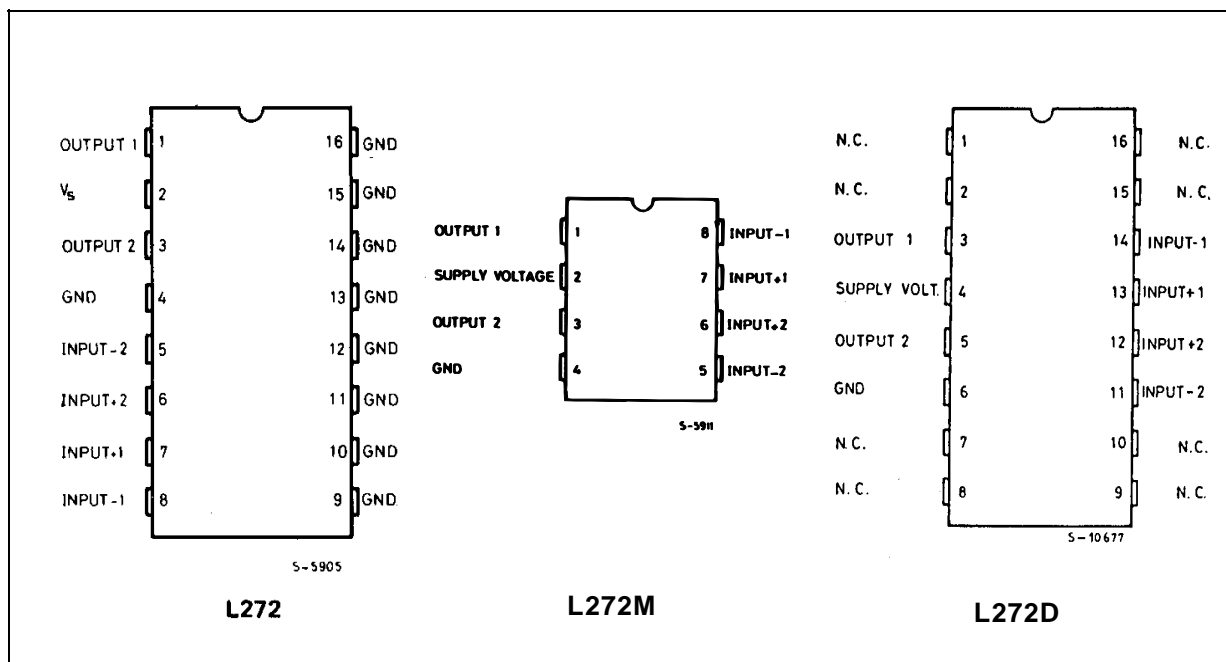 OUTPUT 1 1 16 GND
Vs 2 15 GND
OUTPUT 2 3 14 GND
GND 4 13 GND
INPUT-2 5 12 GND
INPUT+2 6 11 GND
INPUT+1 7 10 GND
INPUT-1 8 9 GND
S-5905
L272
OUTPUT 1 1 8 INPUT-1
SUPPLY VOLTAGE 2 7 INPUT+1
OUTPUT 2 3 6 INPUT+2
GND 4 5 INPUT-2
S-5911
L272M
N.C. 1 16 N.C.
N.C. 2 15 N.C.
OUTPUT 1 3 14 INPUT-1
SUPPLY VOLT. 4 13 INPUT+1
OUTPUT 2 5 12 INPUT+2
GND 6 11 INPUT-2
N.C. 7 10 N.C.
N.C. 8 9 N.C.
S-10677
L272D